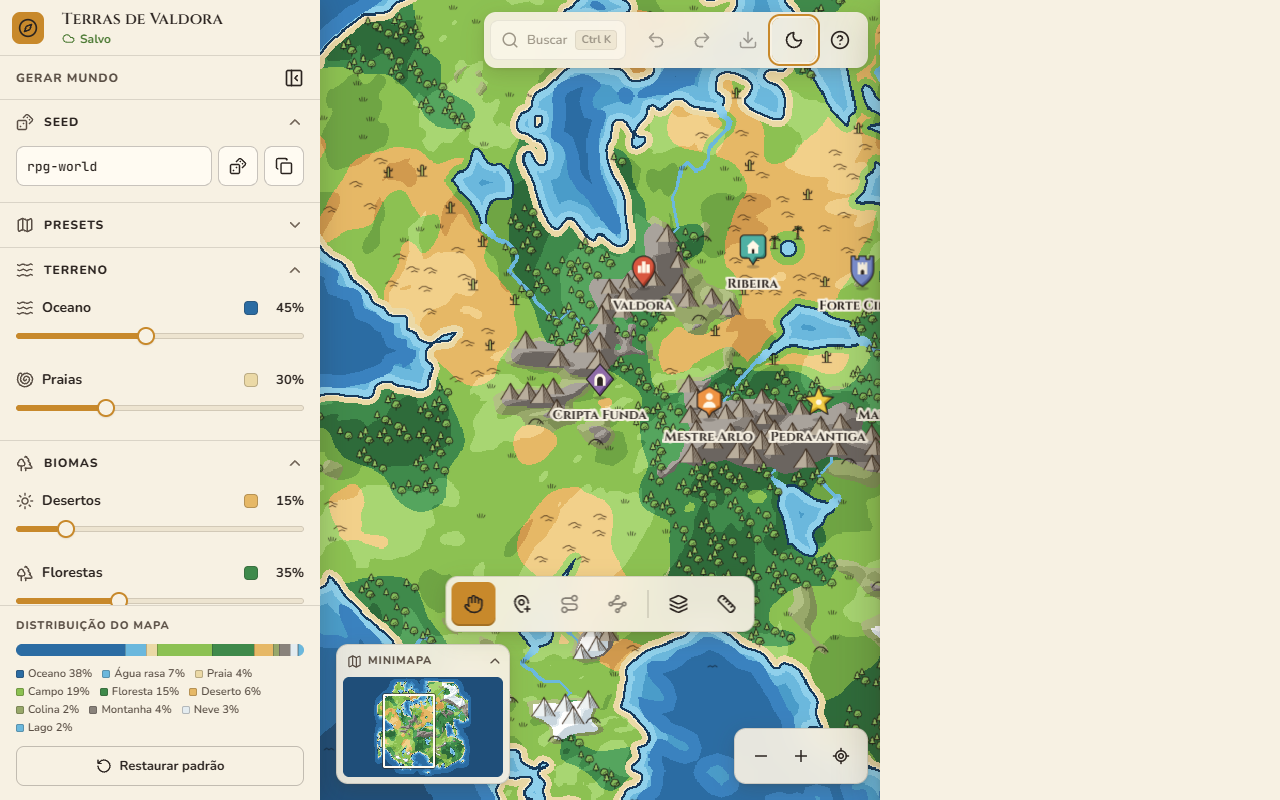 Terras de Valdora
Salvo
GERAR MUNDO
SEED
rpg-world
PRESETS
TERRENO
Oceano 45%
Praias 30%
BIOMAS
Desertos 15%
Florestas 35%
DISTRIBUIÇÃO DO MAPA
Oceano 38% Água rasa 7% Praia 4%
Campo 19% Floresta 15% Deserto 6%
Colina 2% Montanha 4% Neve 3%
Lago 2%
Restaurar padrão
Buscar Ctrl K
RIBEIRA
VALDORA
FORTE
CRIPTA FUNDA
MESTRE ARLO
PEDRA ANTIGA
MINIMAPA